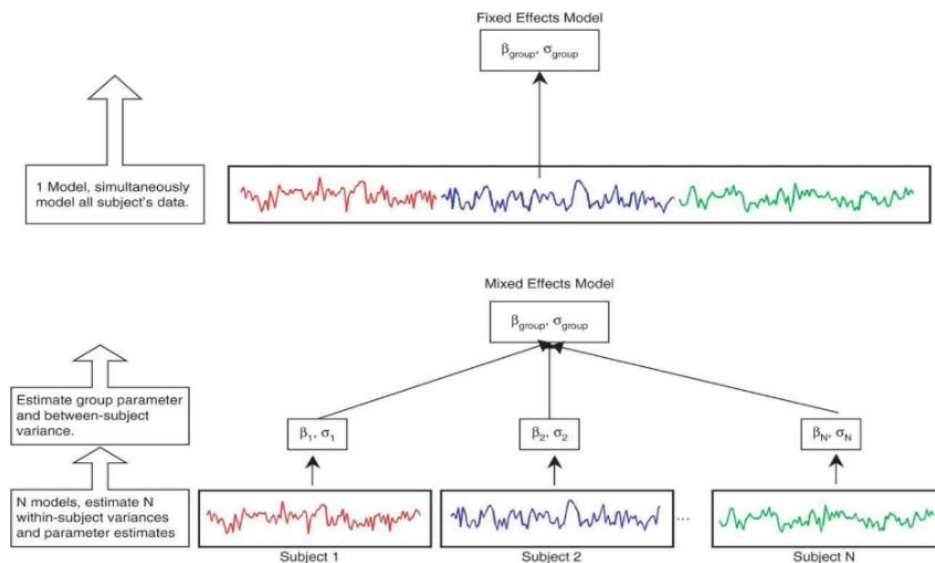 Fixed Effects Model
βgroup, σgroup
1 Model, simultaneously
model all subject's data.
Mixed Effects Model
βgroup, σgroup
Estimate group parameter
and between-subject
variance.
β1, σ1
β2, σ2
βN, σN
N models, estimate N
within-subject variances
and parameter estimates
...
Subject 1
Subject 2
Subject N